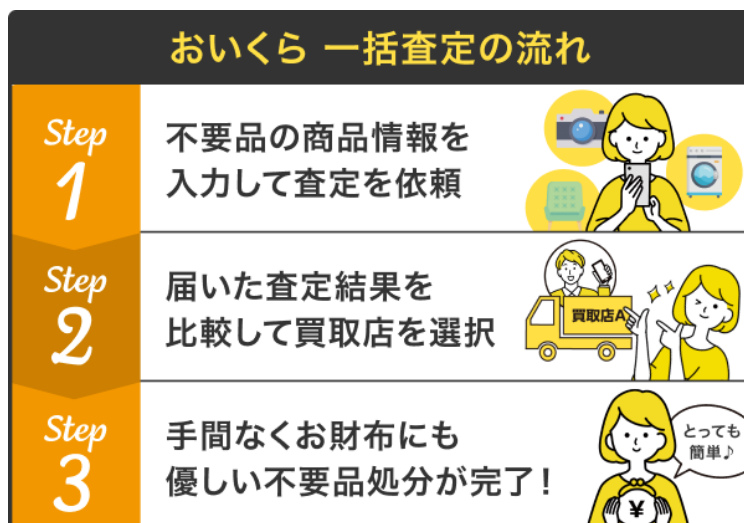 おいくら 一括査定の流れ
Step
1
不要品の商品情報を
入力して査定を依頼
Step
2
届いた査定結果を
比較して買取店を選択
買取店A
Step
3
手間なくお財布にも
優しい不要品処分が完了!
とっても
簡単♪
¥